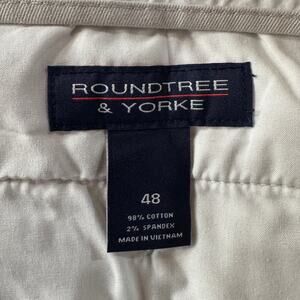 ROUNDTREE
& YORKE
48
98% COTTON
2% SPANDEX
MADE IN VIETNAM